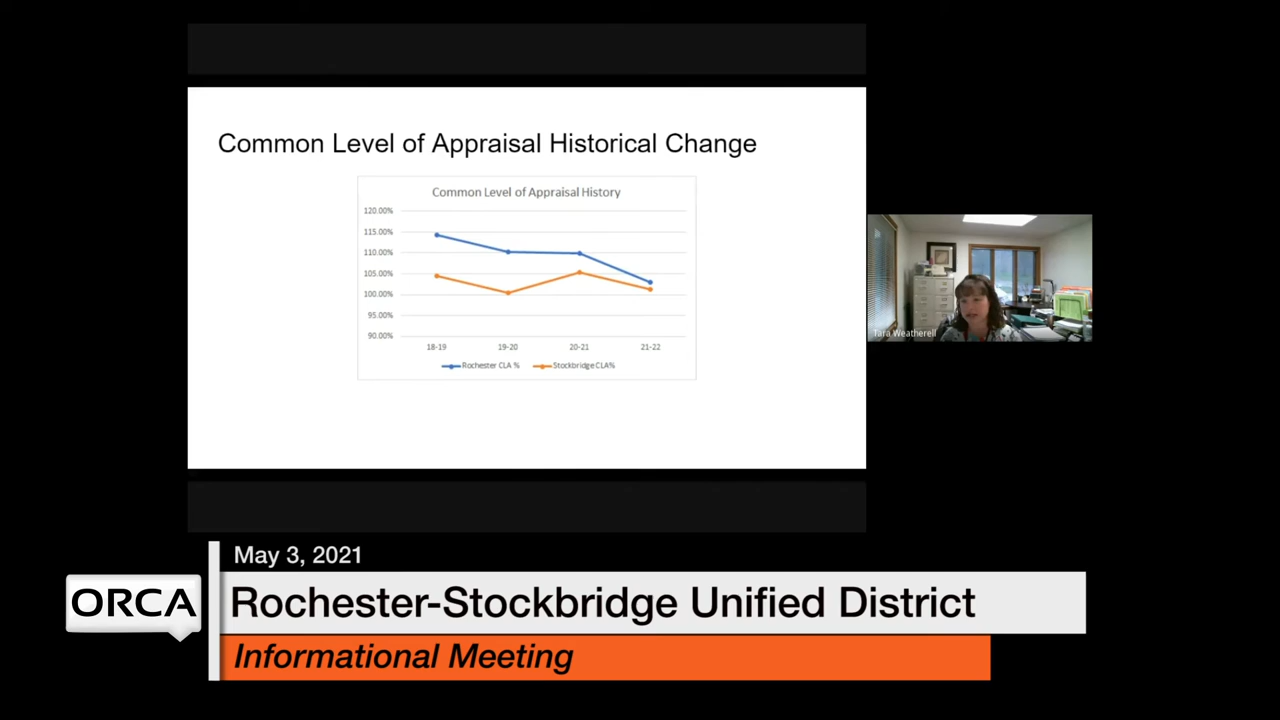 Common Level of Appraisal Historical Change
Common Level of Appraisal History
120.00%
115.00%
110.00%
105.00%
100.00%
95.00%
90.00%
18-19 19-20 20-21 21-22
Rochester CLA % Stockbridge CLA%
Tara Weatherell
May 3, 2021
ORCA
Rochester-Stockbridge Unified District
Informational Meeting